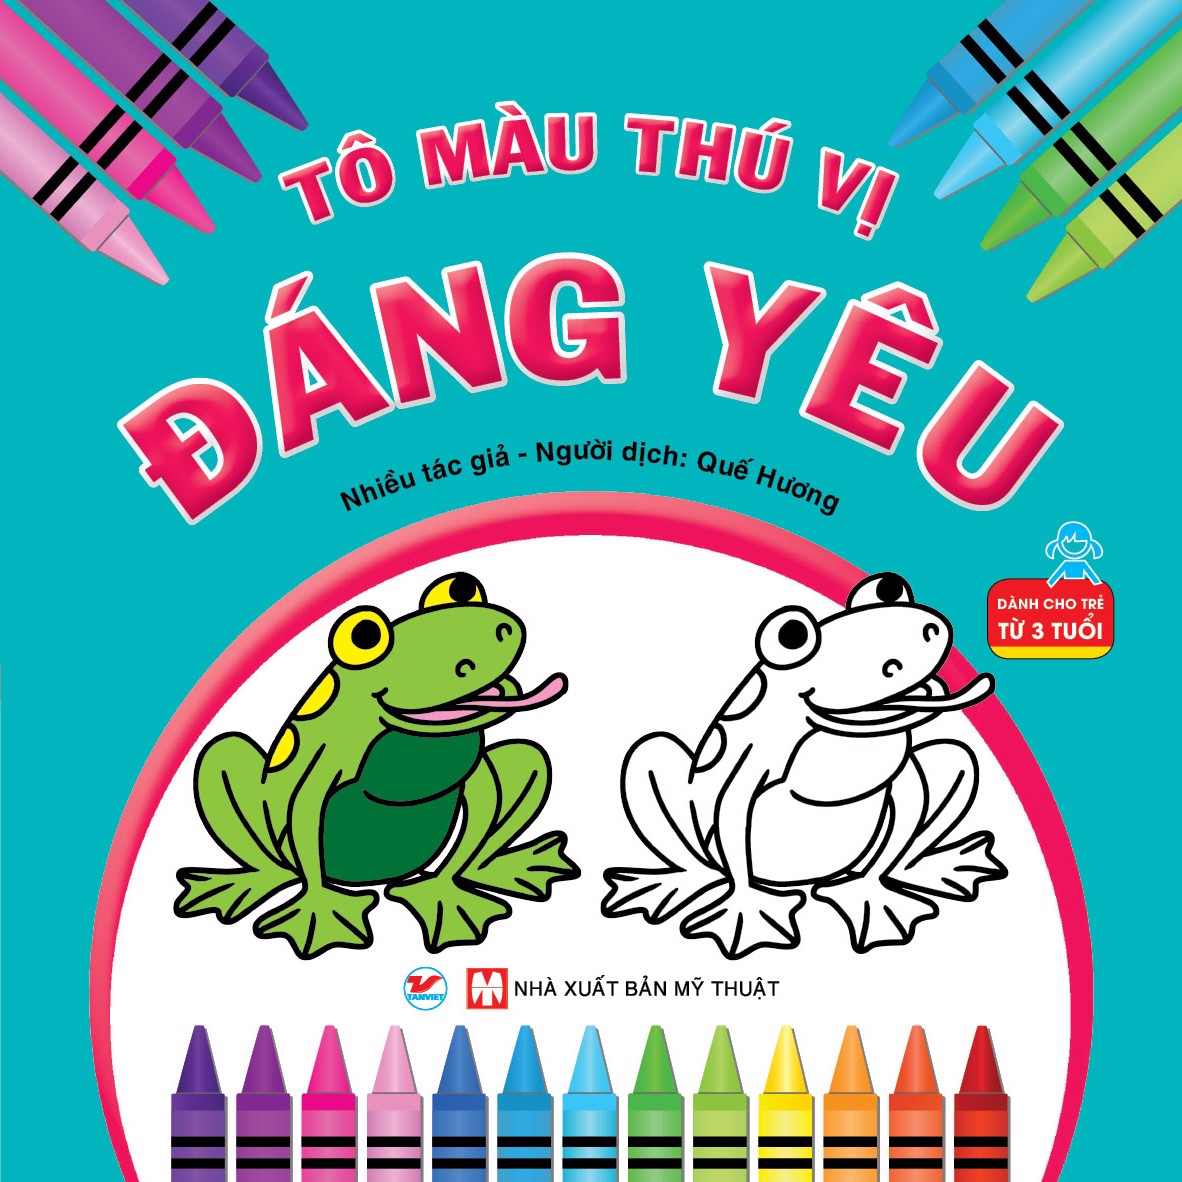 TÔ MÀU THÚ VỊ
ĐÁNG YÊU
Nhiều tác giả - Người dịch: Quế Hương
DÀNH CHO TRẺ
TỪ 3 TUỔI
TANVIET
NHÀ XUẤT BẢN MỸ THUẬT